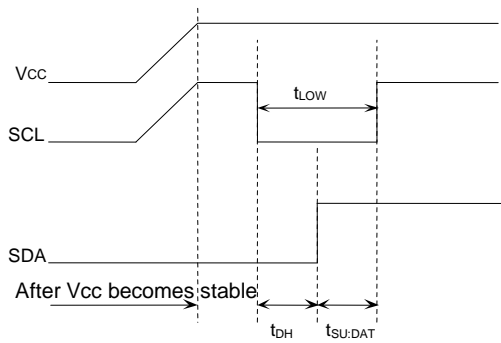 VCC
tLOW
SCL
SDA
After Vcc becomes stable
tDH
tSU:DAT